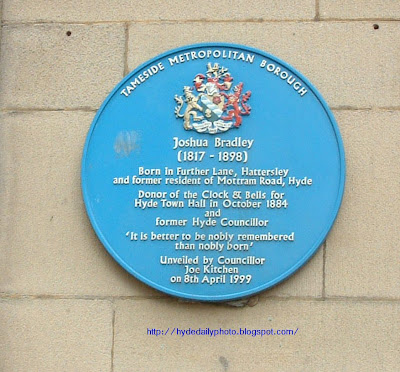 TAMESIDE METROPOLITAN BOROUGH
Joshua Bradley
(1817 - 1898)
Born in Further Lane, Hattersley
and former resident of Mottram Road, Hyde
Donor of the Clock & Bells for
Hyde Town Hall in October 1884
and
former Hyde Councillor
'It is better to be nobly remembered
than nobly born'
Unveiled by Councillor
Joe Kitchen
on 8th April 1999
http://hydedailyphoto.blogspot.com/